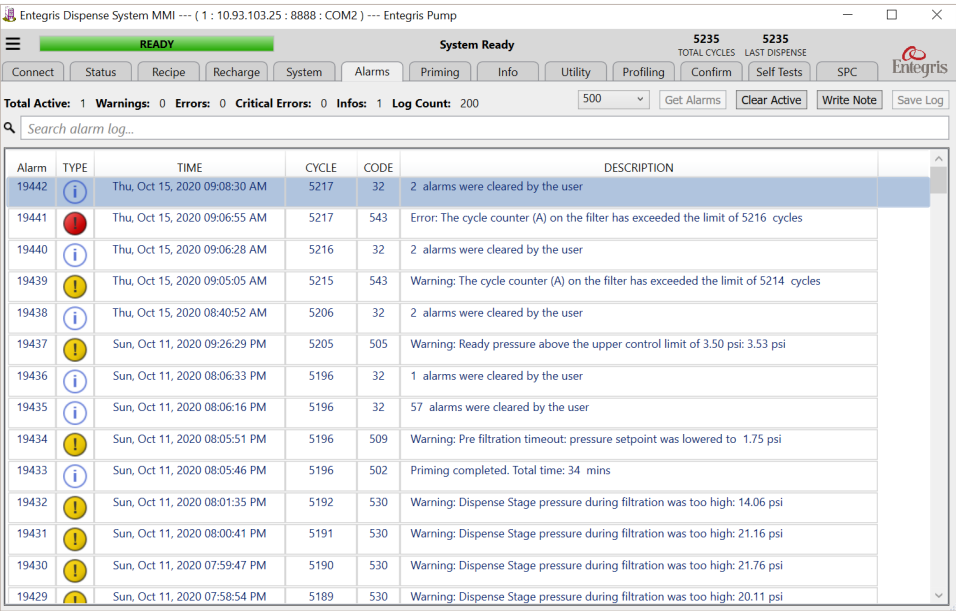 Entegris Dispense System MMI --- ( 1 : 10.93.103.25 : 8888 : COM2 ) --- Entegris Pump
READY System Ready 5235 TOTAL CYCLES 5235 LAST DISPENSE Entegris
Connect Status Recipe Recharge System Alarms Priming Info Utility Profiling Confirm Self Tests SPC
Total Active: 1 Warnings: 0 Errors: 0 Critical Errors: 0 Infos: 1 Log Count: 200 500 Get Alarms Clear Active Write Note Save Log
Search alarm log...
Alarm TYPE TIME CYCLE CODE DESCRIPTION
19442 i Thu, Oct 15, 2020 09:08:30 AM 5217 32 2 alarms were cleared by the user
19441 ! Thu, Oct 15, 2020 09:06:55 AM 5217 543 Error: The cycle counter (A) on the filter has exceeded the limit of 5216 cycles
19440 i Thu, Oct 15, 2020 09:06:28 AM 5216 32 2 alarms were cleared by the user
19439 ! Thu, Oct 15, 2020 09:05:05 AM 5215 543 Warning: The cycle counter (A) on the filter has exceeded the limit of 5214 cycles
19438 i Thu, Oct 15, 2020 08:40:52 AM 5206 32 2 alarms were cleared by the user
19437 ! Sun, Oct 11, 2020 09:26:29 PM 5205 505 Warning: Ready pressure above the upper control limit of 3.50 psi: 3.53 psi
19436 i Sun, Oct 11, 2020 08:06:33 PM 5196 32 1 alarms were cleared by the user
19435 i Sun, Oct 11, 2020 08:06:16 PM 5196 32 57 alarms were cleared by the user
19434 ! Sun, Oct 11, 2020 08:05:51 PM 5196 509 Warning: Pre filtration timeout: pressure setpoint was lowered to 1.75 psi
19433 i Sun, Oct 11, 2020 08:05:46 PM 5196 502 Priming completed. Total time: 34 mins
19432 ! Sun, Oct 11, 2020 08:01:35 PM 5192 530 Warning: Dispense Stage pressure during filtration was too high: 14.06 psi
19431 ! Sun, Oct 11, 2020 08:00:41 PM 5191 530 Warning: Dispense Stage pressure during filtration was too high: 21.16 psi
19430 ! Sun, Oct 11, 2020 07:59:47 PM 5190 530 Warning: Dispense Stage pressure during filtration was too high: 21.76 psi
19429 ! Sun, Oct 11, 2020 07:58:54 PM 5189 530 Warning: Dispense Stage pressure during filtration was too high: 20.11 psi